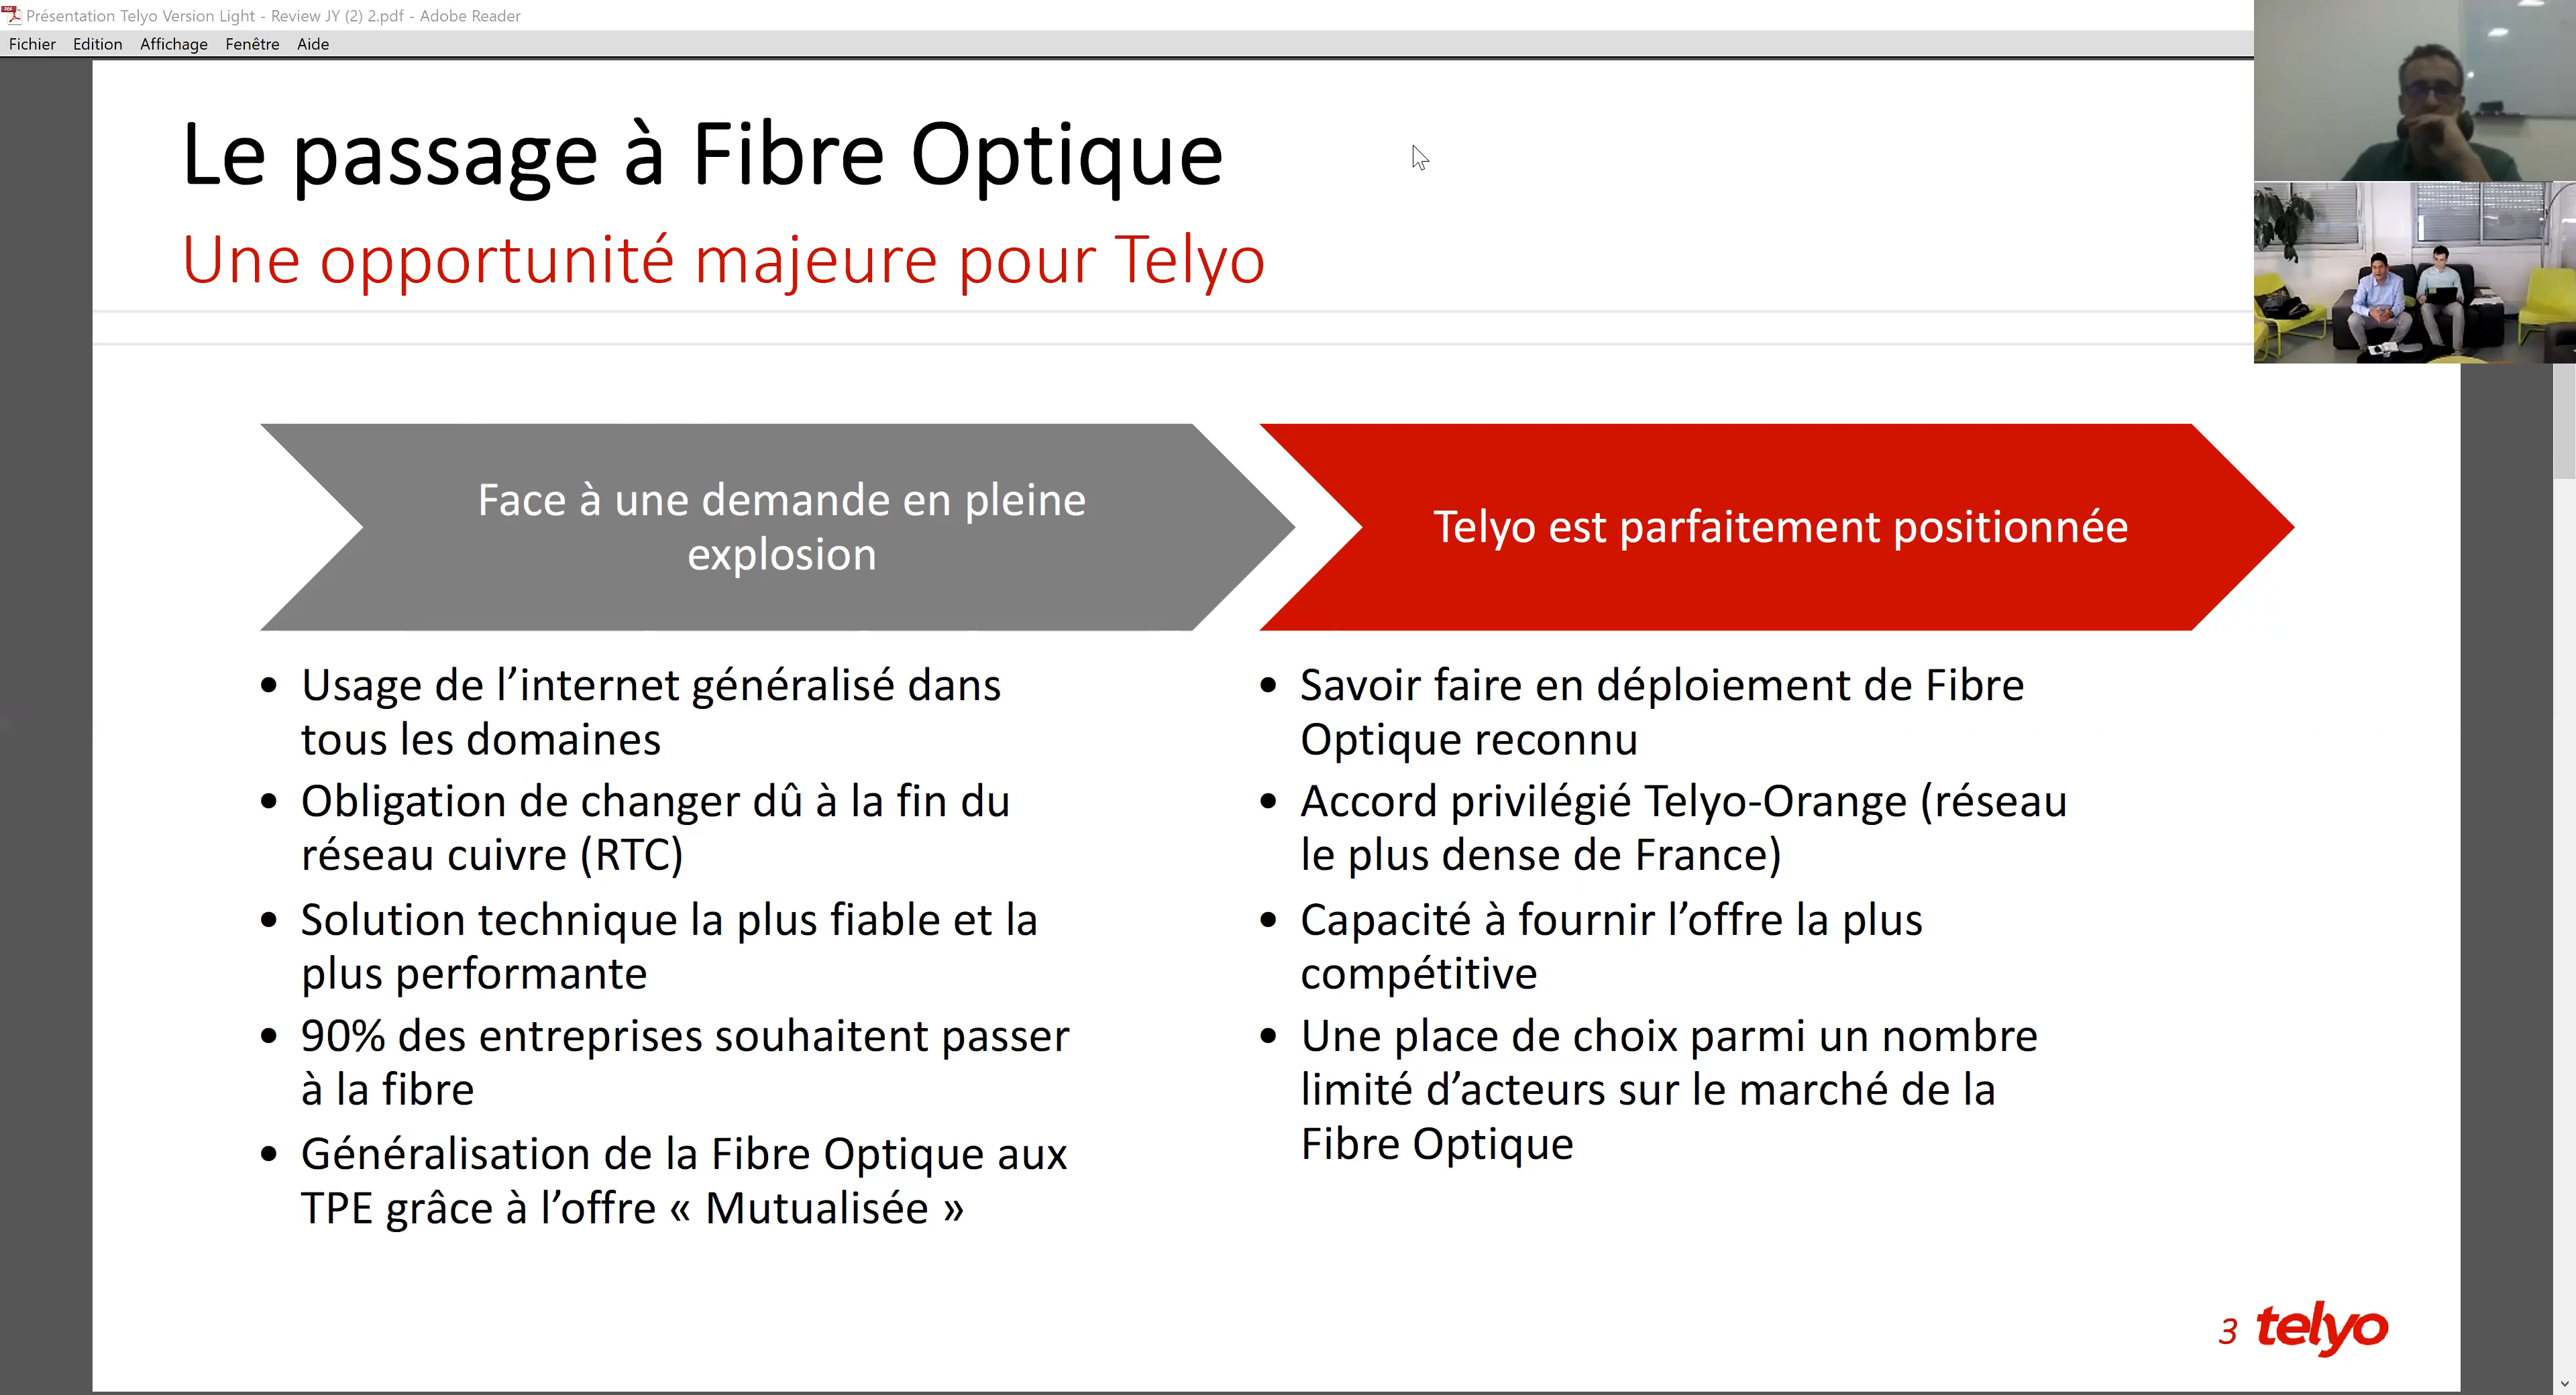 Présentation Telyo Version Light - Review JY (2) 2.pdf - Adobe Reader
Fichier Edition Affichage Fenêtre Aide
Le passage à Fibre Optique
Une opportunité majeure pour Telyo
Face à une demande en pleine
explosion
Usage de l’internet généralisé dans
tous les domaines
Obligation de changer dû à la fin du
réseau cuivre (RTC)
Solution technique la plus fiable et la
plus performante
90% des entreprises souhaitent passer
à la fibre
Généralisation de la Fibre Optique aux
TPE grâce à l’offre « Mutualisée »
Telyo est parfaitement positionnée
Savoir faire en déploiement de Fibre
Optique reconnu
Accord privilégié Telyo-Orange (réseau
le plus dense de France)
Capacité à fournir l’offre la plus
compétitive
Une place de choix parmi un nombre
limité d’acteurs sur le marché de la
Fibre Optique
3 telyo